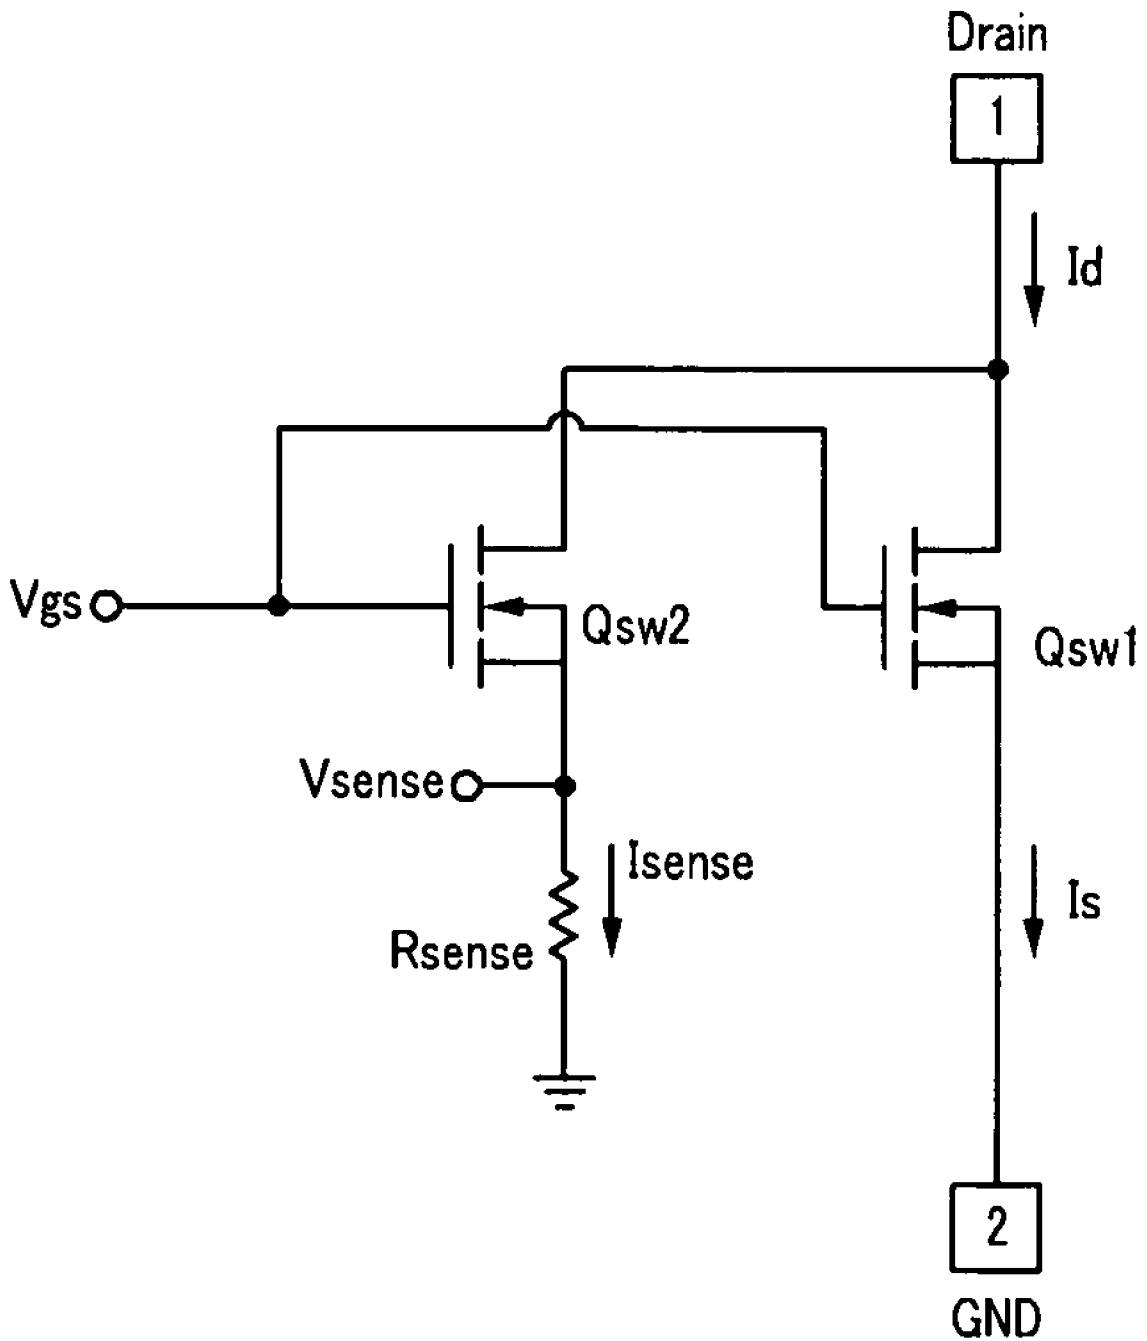 Drain
1
Id
Vgs
Qsw2
Qsw1
Vsense
Isense
Is
Rsense
2
GND